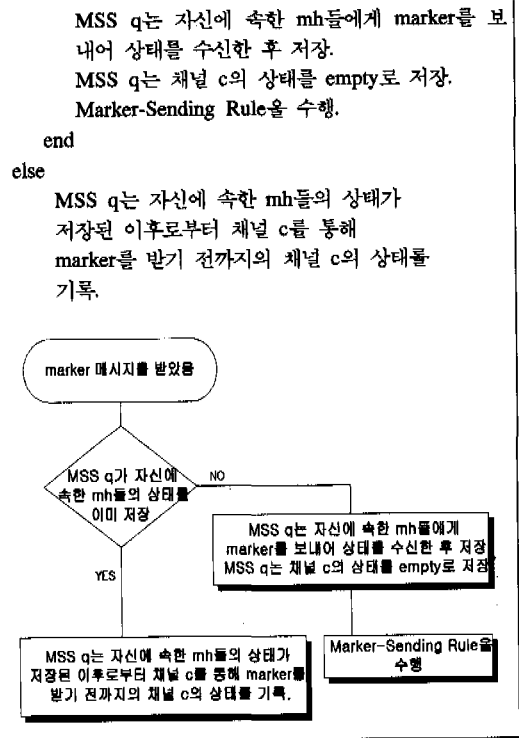 MSS q는 자신에 속한 mh들에게 marker를 보
내어 상태를 수신한 후 저장.
MSS q는 채널 c의 상태를 empty로 저장.
Marker-Sending Rule을 수행.
end
else
MSS q는 자신에 속한 mh들의 상태가
저장된 이후로부터 채널 c를 통해
marker를 받기 전까지의 채널 c의 상태를
기록.
marker 메시지를 받았음
MSS q가 자신에
속한 mh들의 상태를
이미 저장
NO
MSS q는 자신에 속한 mh들에게
marker를 보내어 상태를 수신한 후 저장
MSS q는 채널 c의 상태를 empty로 저장
YES
Marker-Sending Rule을
수행
MSS q는 자신에 속한 mh들의 상태가
저장된 이후로부터 채널 c를 통해 marker를
받기 전까지의 채널 c의 상태를 기록.